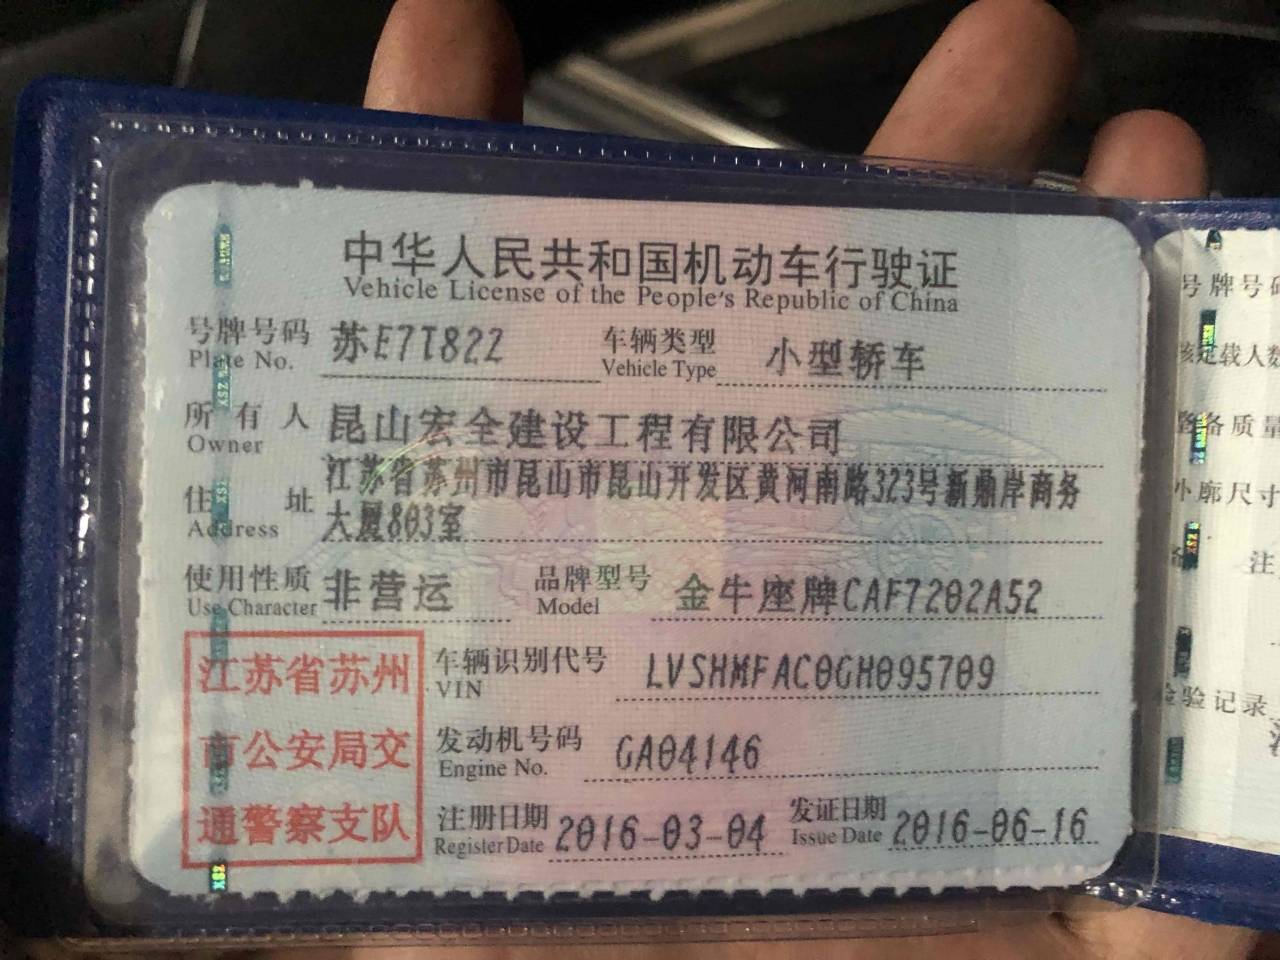 中华人民共和国机动车行驶证
Vehicle License of the People's Republic of China
号牌号码 苏E7T822 车辆类型 小型轿车
Plate No. Vehicle Type
所有人 昆山宏全建设工程有限公司
Owner
住址 江苏省苏州市昆山市昆山开发区黄河南路323号新鼎岸商务
Address 大厦803室
使用性质 非营运 品牌型号 金牛座牌CAF7202A52
Use Character Model
车辆识别代号 LVSHMFAC0GH095709
VIN
发动机号码 GA04146
Engine No.
注册日期 2016-03-04 发证日期 2016-06-16
Register Date Issue Date
江苏省苏州
市公安局交
通警察支队
号牌号码
核定载人数
整备质量
外廓尺寸
注
检验记录